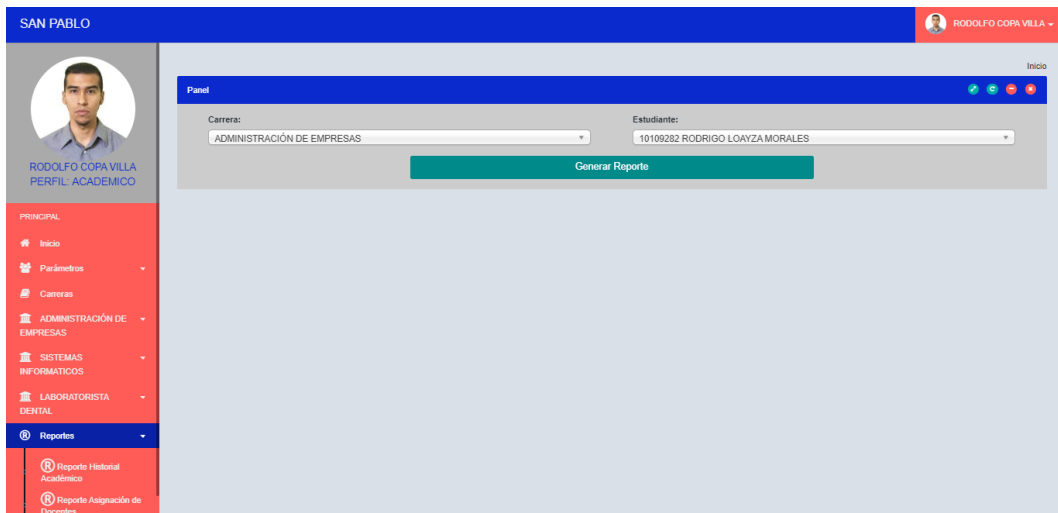 SAN PABLO
RODOLFO COPA VILLA
Inicio
Panel
Carrera:
Estudiante:
ADMINISTRACIÓN DE EMPRESAS
10109282 RODRIGO LOAYZA MORALES
Generar Reporte
RODOLFO COPA VILLA
PERFIL: ACADEMICO
PRINCIPAL
Inicio
Parámetros
Carreras
ADMINISTRACIÓN DE
EMPRESAS
SISTEMAS
INFORMATICOS
LABORATORISTA
DENTAL
Reportes
Reporte Historial
Académico
Reporte Asignación de
Docentes